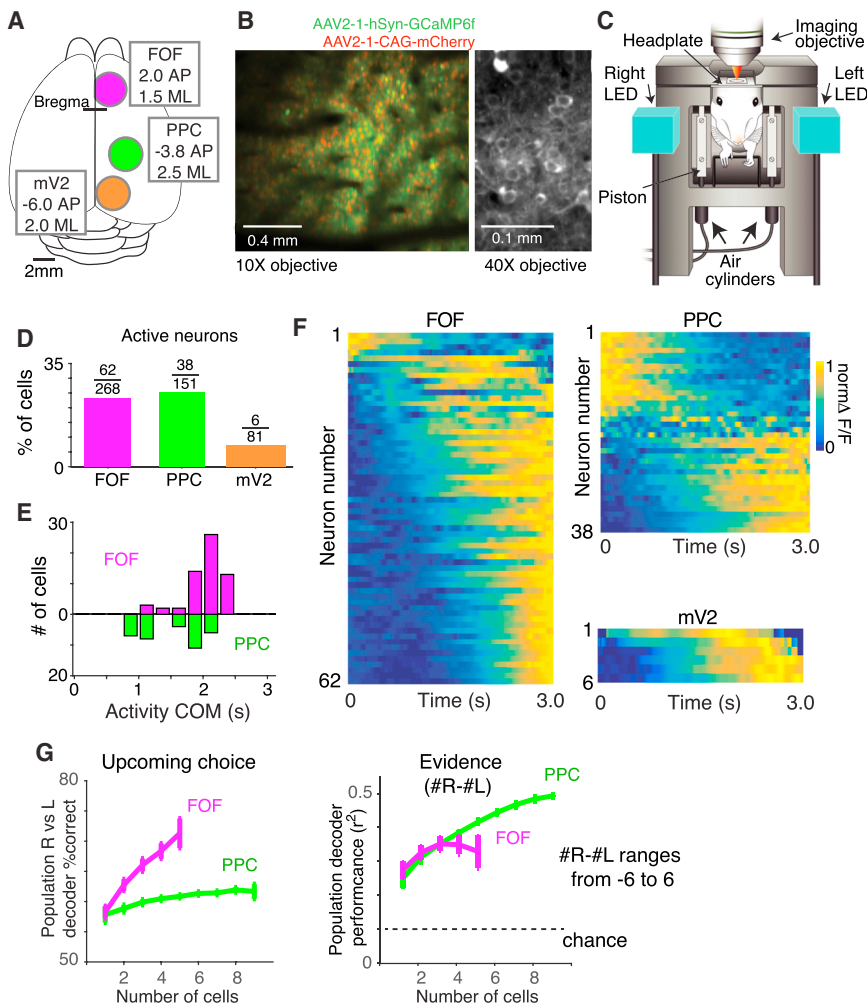 A
FOF
2.0 AP
1.5 ML
Bregma
PPC
-3.8 AP
2.5 ML
mV2
-6.0 AP
2.0 ML
2mm
B
AAV2-1-hSyn-GCaMP6f
AAV2-1-CAG-mCherry
0.4 mm
0.1 mm
10X objective
40X objective
C
Imaging
objective
Headplate
Right
LED
Left
LED
Piston
Air
cylinders
D
Active neurons
% of cells
35
0
62
268
38
151
6
81
FOF
PPC
mV2
E
# of cells
30
0
20
FOF
PPC
0
1
2
3
Activity COM (s)
F
FOF
1
Neuron number
62
0
Time (s)
3.0
PPC
1
Neuron number
38
0
Time (s)
3.0
1
0
normΔ F/F
mV2
1
6
0
Time (s)
3.0
G
Upcoming choice
Population R vs L
decoder %correct
80
50
FOF
PPC
2
4
6
8
Number of cells
Evidence
(#R-#L)
Population decoder
performcance (r²)
0.5
0
PPC
FOF
#R-#L ranges
from -6 to 6
chance
2
4
6
8
Number of cells